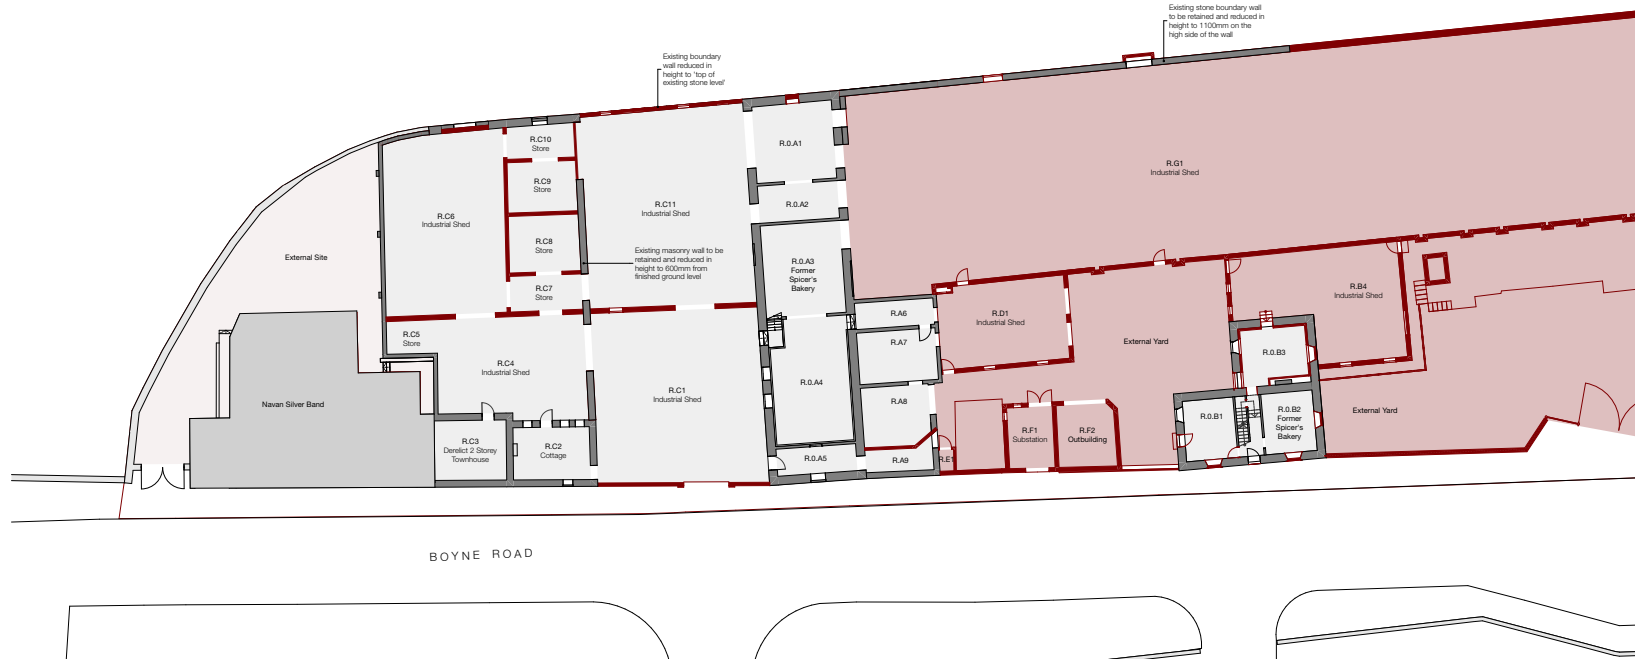 Existing stone boundary wall
to be retained and reduced in
height to 1100mm on the
high side of the wall
Existing boundary
wall reduced in
height to 'top of
existing stone level'
R.C10
Store
R.0.A1
R.G1
Industrial Shed
R.C9
Store
R.C6
Industrial Shed
R.C11
Industrial Shed
R.0.A2
R.C8
Store
Existing masonry wall to be
retained and reduced in
height to 600mm from
finished ground level
External Site
R.0.A3
Former
Spicer's
Bakery
R.C7
Store
R.B4
Industrial Shed
R.A6
R.D1
Industrial Shed
R.C5
Store
R.A7
External Yard
R.0.B3
R.C4
Industrial Shed
R.0.A4
R.C1
Industrial Shed
R.A8
Navan Silver Band
External Yard
R.0.B1
R.0.B2
Former
Spicer's
Bakery
R.F1
Substation
R.F2
Outbuilding
R.C3
Derelict 2 Storey
Townhouse
R.C2
Cottage
R.0.A5
R.A9
R.E1
BOYNE ROAD